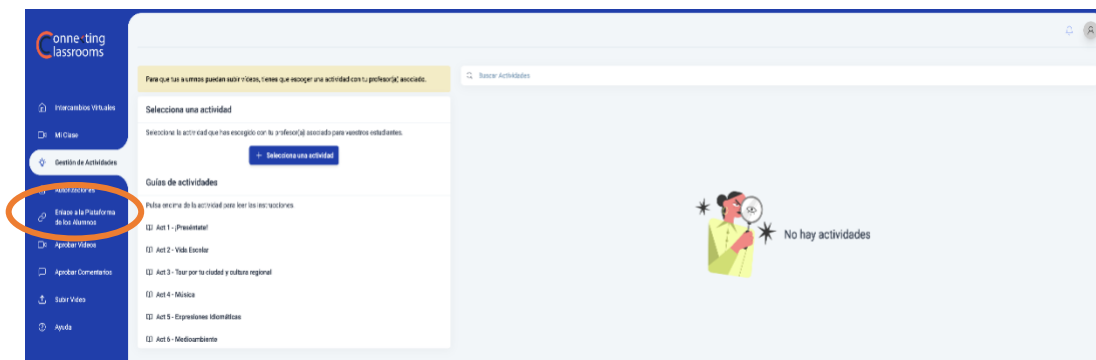 Connecting
Classrooms
Intercambios Virtuales
Mi Clase
Gestión de Actividades
Autorizaciones
Enlace a la Plataforma
de los Alumnos
Aprobar Videos
Aprobar Comentarios
Subir Video
Ayuda
Para que tus alumnos puedan subir vídeos, tienes que escoger una actividad con tu profesor(a) asociado.
Selecciona una actividad
Selecciona la actividad que has escogido con tu profesor(a) asociado para vuestros estudiantes.
+ Selecciona una actividad
Guías de actividades
Pulsa encima de la actividad para leer las instrucciones.
Act 1 - ¡Preséntate!
Act 2 - Vida Escolar
Act 3 - Tour por tu ciudad y cultura regional
Act 4 - Música
Act 5 - Expresiones Idiomáticas
Act 6 - Medioambiente
Buscar Actividades
No hay actividades